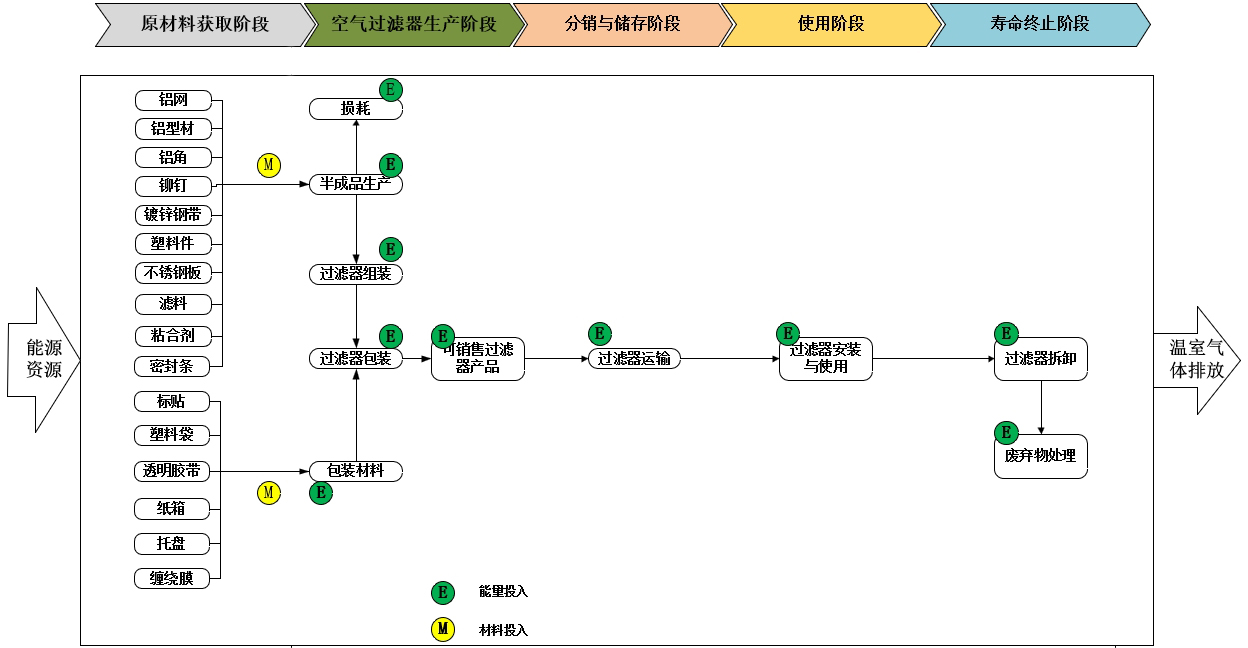 原材料获取阶段
空气过滤器生产阶段
分销与储存阶段
使用阶段
寿命终止阶段
铝网
铝型材
铝角
铆钉
镀锌钢带
塑料件
不锈钢板
滤料
粘合剂
密封条
标贴
塑料袋
透明胶带
纸箱
托盘
缠绕膜
能源
资源
M
M
E
损耗
E
半成品生产
E
过滤器组装
E
过滤器包装
包装材料
E
E
可销售过滤
器产品
E
过滤器运输
E
过滤器安装
与使用
E
过滤器拆卸
E
废弃物处理
温室气
体排放
E 能量投入
M 材料投入